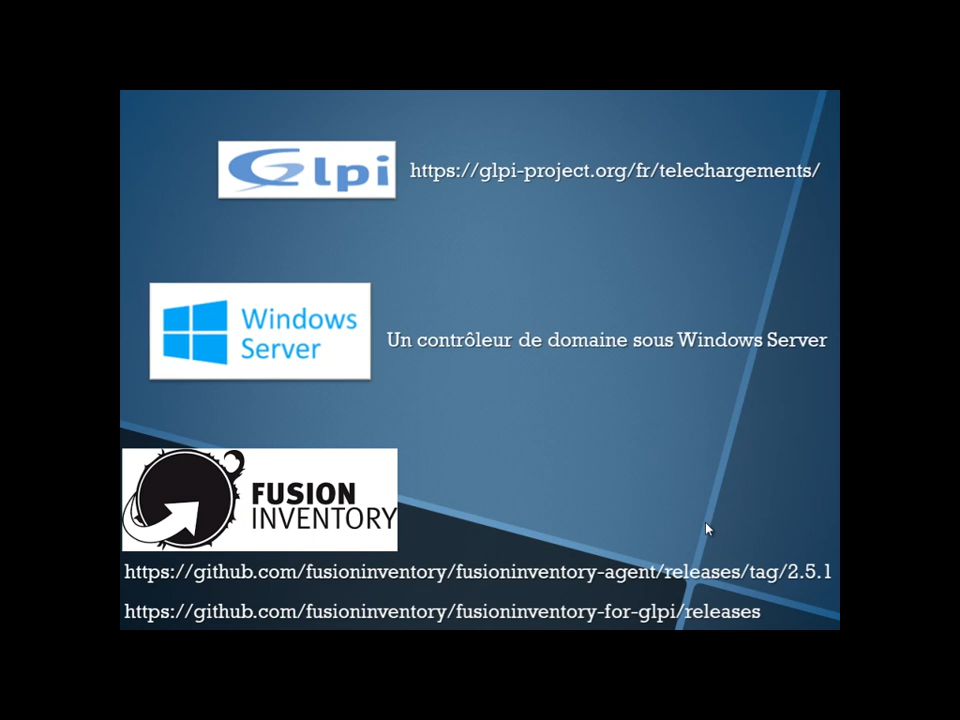 Glpi
https://glpi-project.org/fr/telechargements/
Windows
Server
Un contrôleur de domaine sous Windows Server
FUSION
INVENTORY
https://github.com/fusioninventory/fusioninventory-agent/releases/tag/2.5.1
https://github.com/fusioninventory/fusioninventory-for-glpi/releases